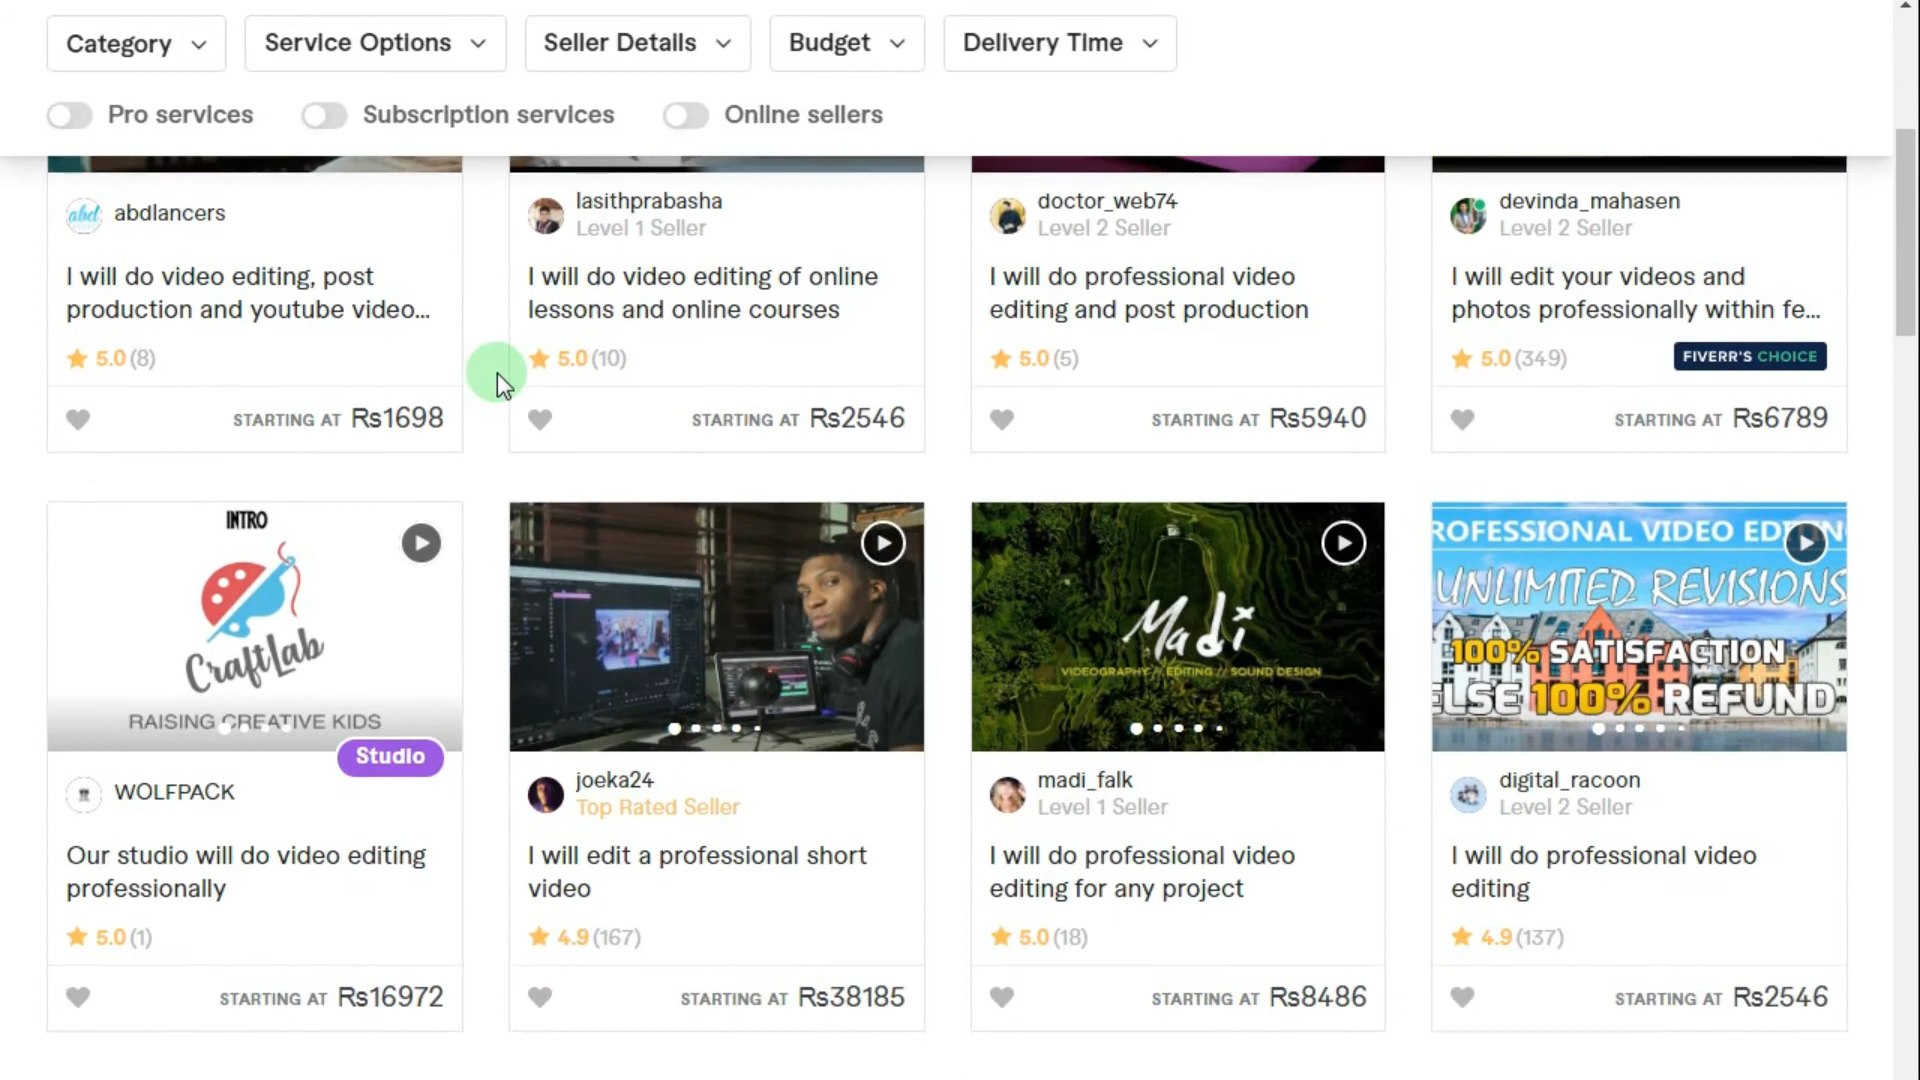 Category
Service Options
Seller Details
Budget
Delivery Time
Pro services
Subscription services
Online sellers
abd
abdlancers
lasithprabasha
Level 1 Seller
doctor_web74
Level 2 Seller
devinda_mahasen
Level 2 Seller
I will do video editing, post
production and youtube video...
I will do video editing of online
lessons and online courses
I will do professional video
editing and post production
I will edit your videos and
photos professionally within fe...
5.0 (8)
5.0 (10)
5.0 (5)
5.0 (349)
FIVERR'S CHOICE
STARTING AT Rs1698
STARTING AT Rs2546
STARTING AT Rs5940
STARTING AT Rs6789
INTRO
CraftLab
RAISING CREATIVE KIDS
Madi
VIDEOGRAPHY // EDITING // SOUND DESIGN
ROFESSIONAL VIDEO ED
UNLIMITED REVISIONS
100% SATISFACTION
ELSE 100% REFUND
Studio
WOLFPACK
joeka24
Top Rated Seller
madi_falk
Level 1 Seller
digital_racoon
Level 2 Seller
Our studio will do video editing
professionally
I will edit a professional short
video
I will do professional video
editing for any project
I will do professional video
editing
5.0 (1)
4.9 (167)
5.0 (18)
4.9 (137)
STARTING AT Rs16972
STARTING AT Rs38185
STARTING AT Rs8486
STARTING AT Rs2546